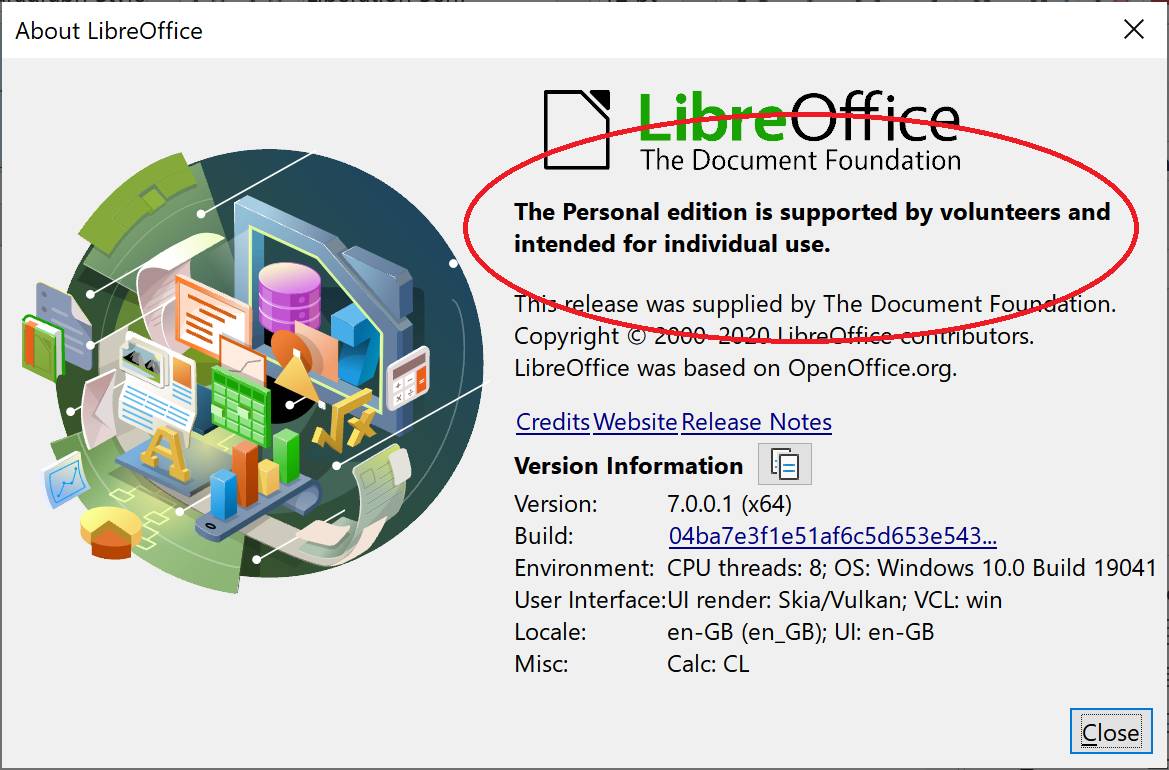 About LibreOffice
LibreOffice
The Document Foundation
The Personal edition is supported by volunteers and
intended for individual use.
This release was supplied by The Document Foundation.
Copyright © 2000–2020 LibreOffice contributors.
LibreOffice was based on OpenOffice.org.
Credits Website Release Notes
Version Information
Version: 7.0.0.1 (x64)
Build: 04ba7e3f1e51af6c5d653e543...
Environment: CPU threads: 8; OS: Windows 10.0 Build 19041
User Interface: UI render: Skia/Vulkan; VCL: win
Locale: en-GB (en_GB); UI: en-GB
Misc: Calc: CL
Close